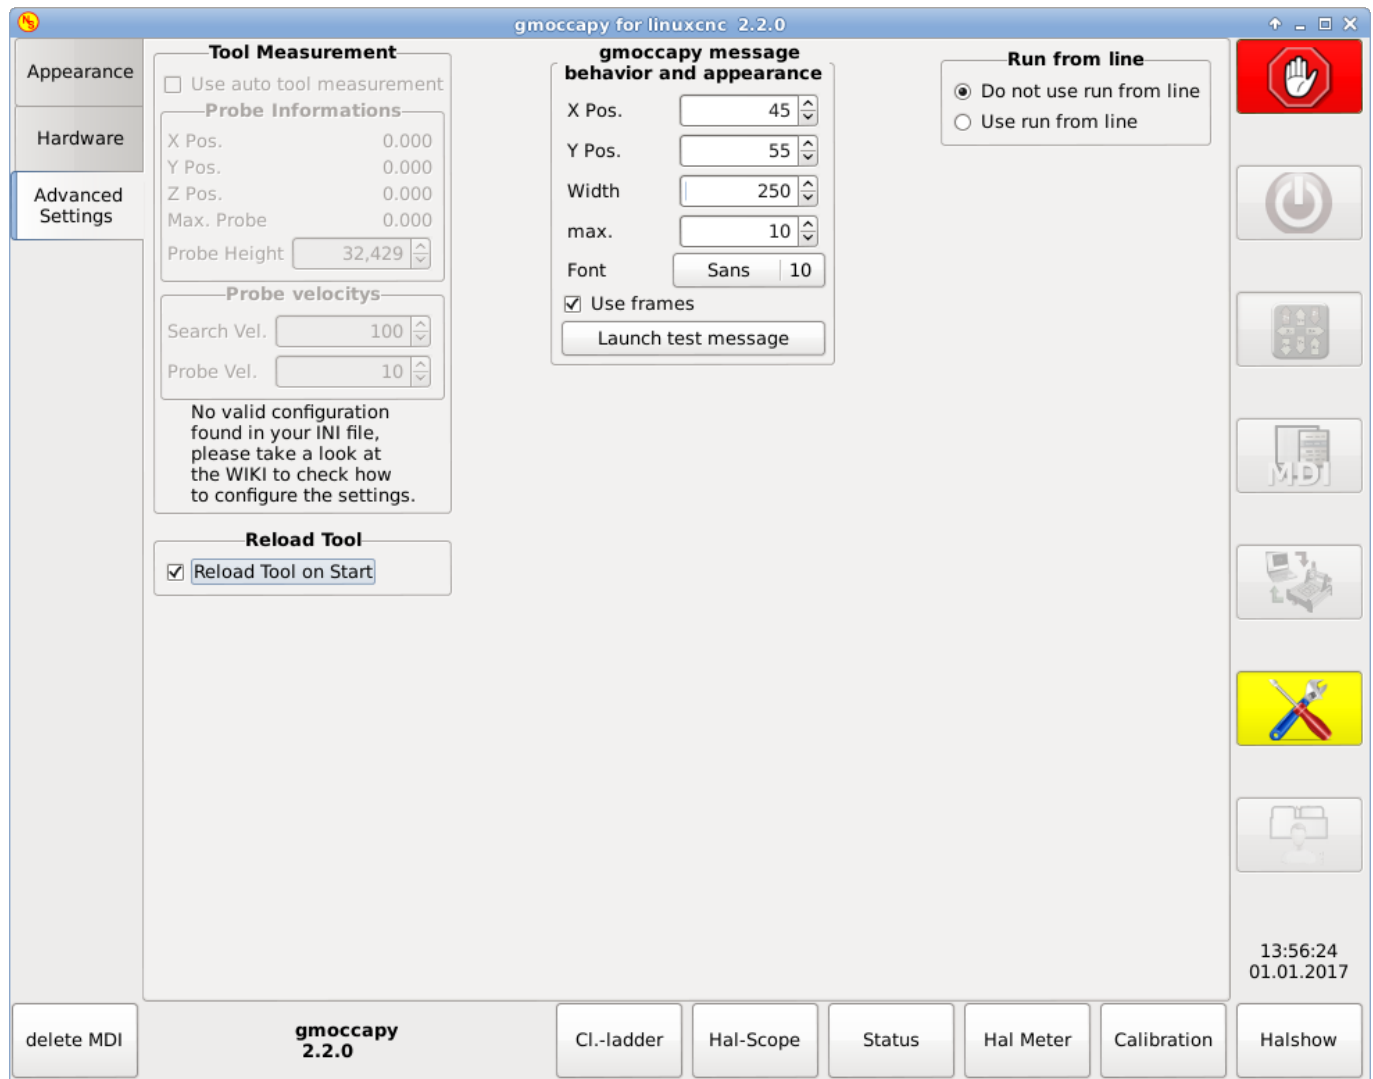 gmoccapy for linuxcnc 2.2.0
Appearance
Hardware
Advanced
Settings
Tool Measurement
Use auto tool measurement
Probe Informations
X Pos. 0.000
Y Pos. 0.000
Z Pos. 0.000
Max. Probe 0.000
Probe Height 32,429
Probe velocitys
Search Vel. 100
Probe Vel. 10
No valid configuration
found in your INI file,
please take a look at
the WIKI to check how
to configure the settings.
Reload Tool
Reload Tool on Start
gmoccapy message
behavior and appearance
X Pos. 45
Y Pos. 55
Width 250
max. 10
Font Sans 10
Use frames
Launch test message
Run from line
Do not use run from line
Use run from line
MDI
13:56:24
01.01.2017
delete MDI
gmoccapy
2.2.0
Cl.-ladder
Hal-Scope
Status
Hal Meter
Calibration
Halshow